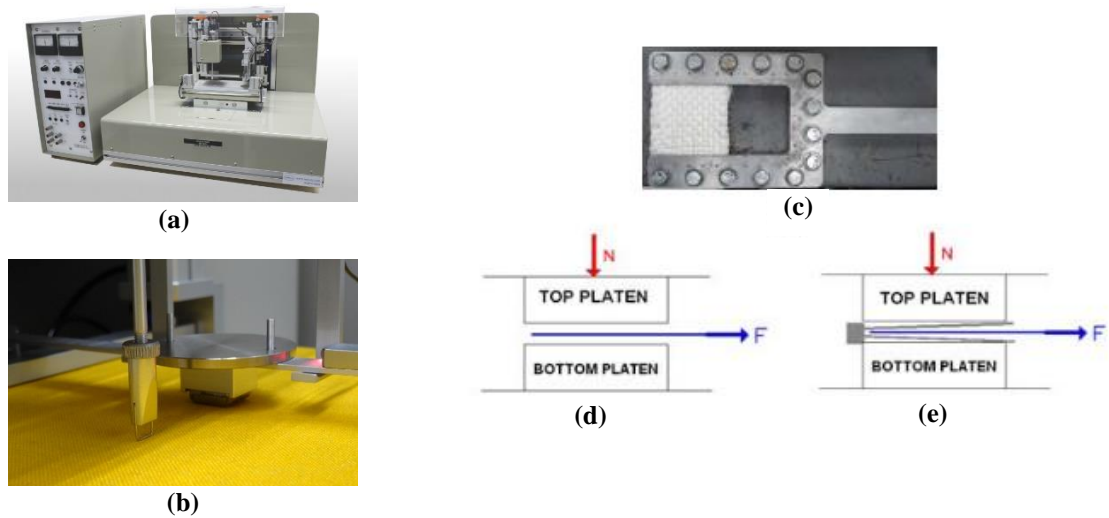 (a)
(b)
(c)
N
TOP PLATEN
F
BOTTOM PLATEN
(d)
N
TOP PLATEN
F
BOTTOM PLATEN
(e)